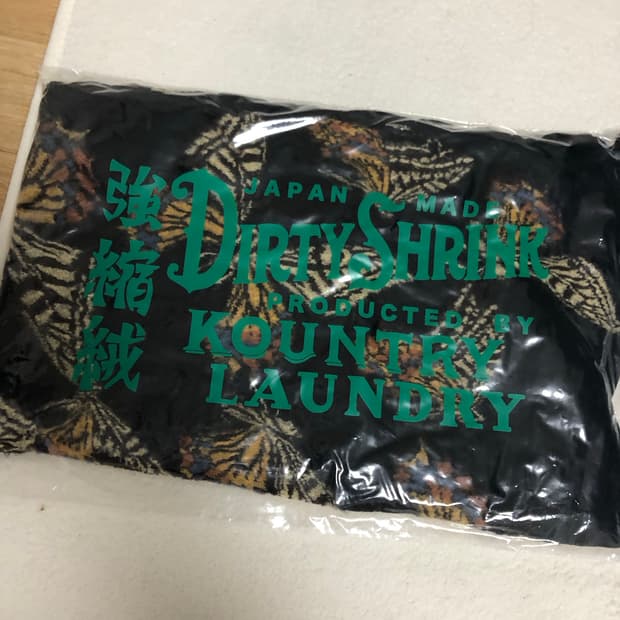 強縮絨
JAPAN MADE
DIRTY SHRINK
PRODUCTED BY
KOUNTRY
LAUNDRY